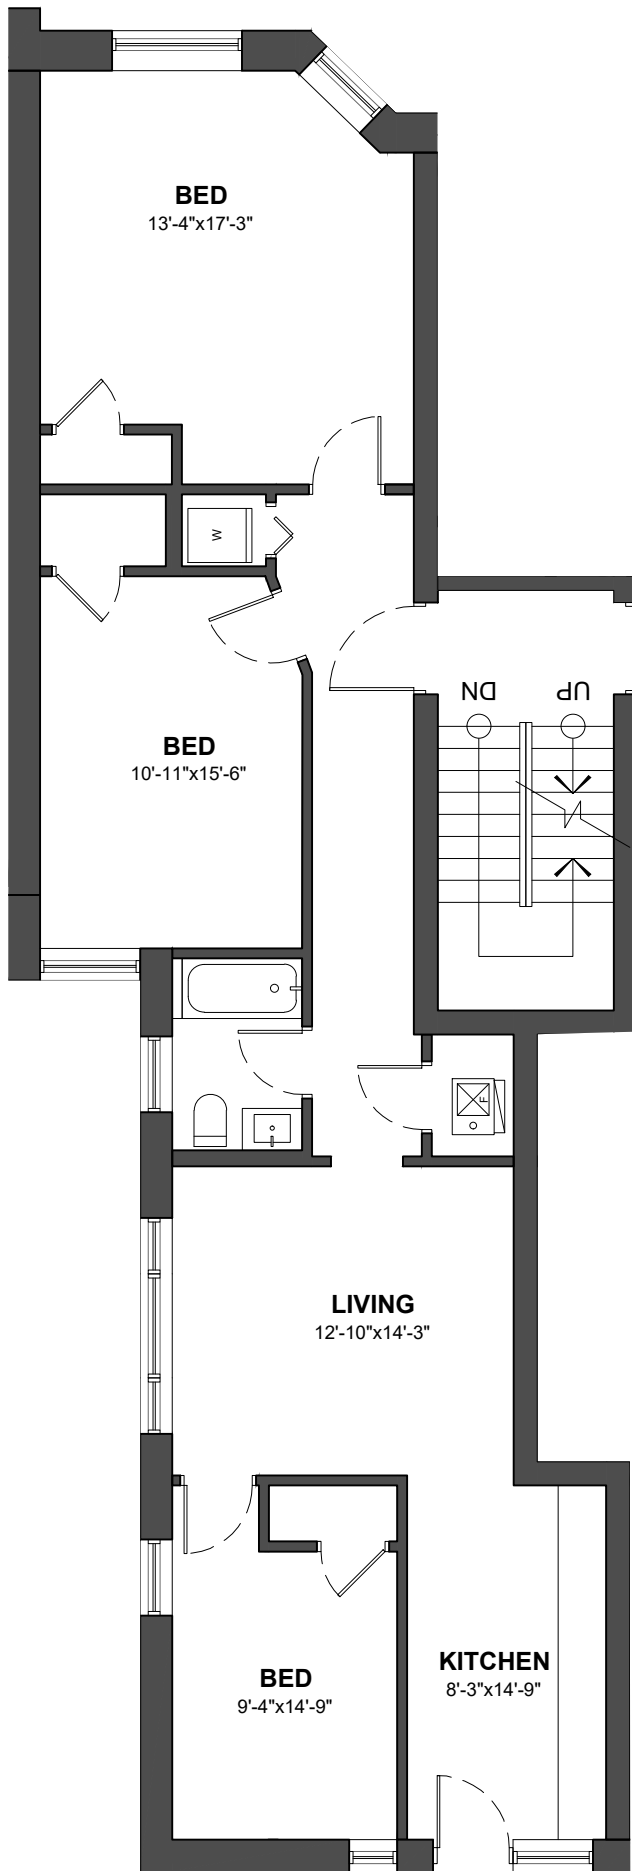 BED
13'-4"x17'-3"
W
DN
UP
BED
10'-11"x15'-6"
F
LIVING
12'-10"x14'-3"
BED
9'-4"x14'-9"
KITCHEN
8'-3"x14'-9"